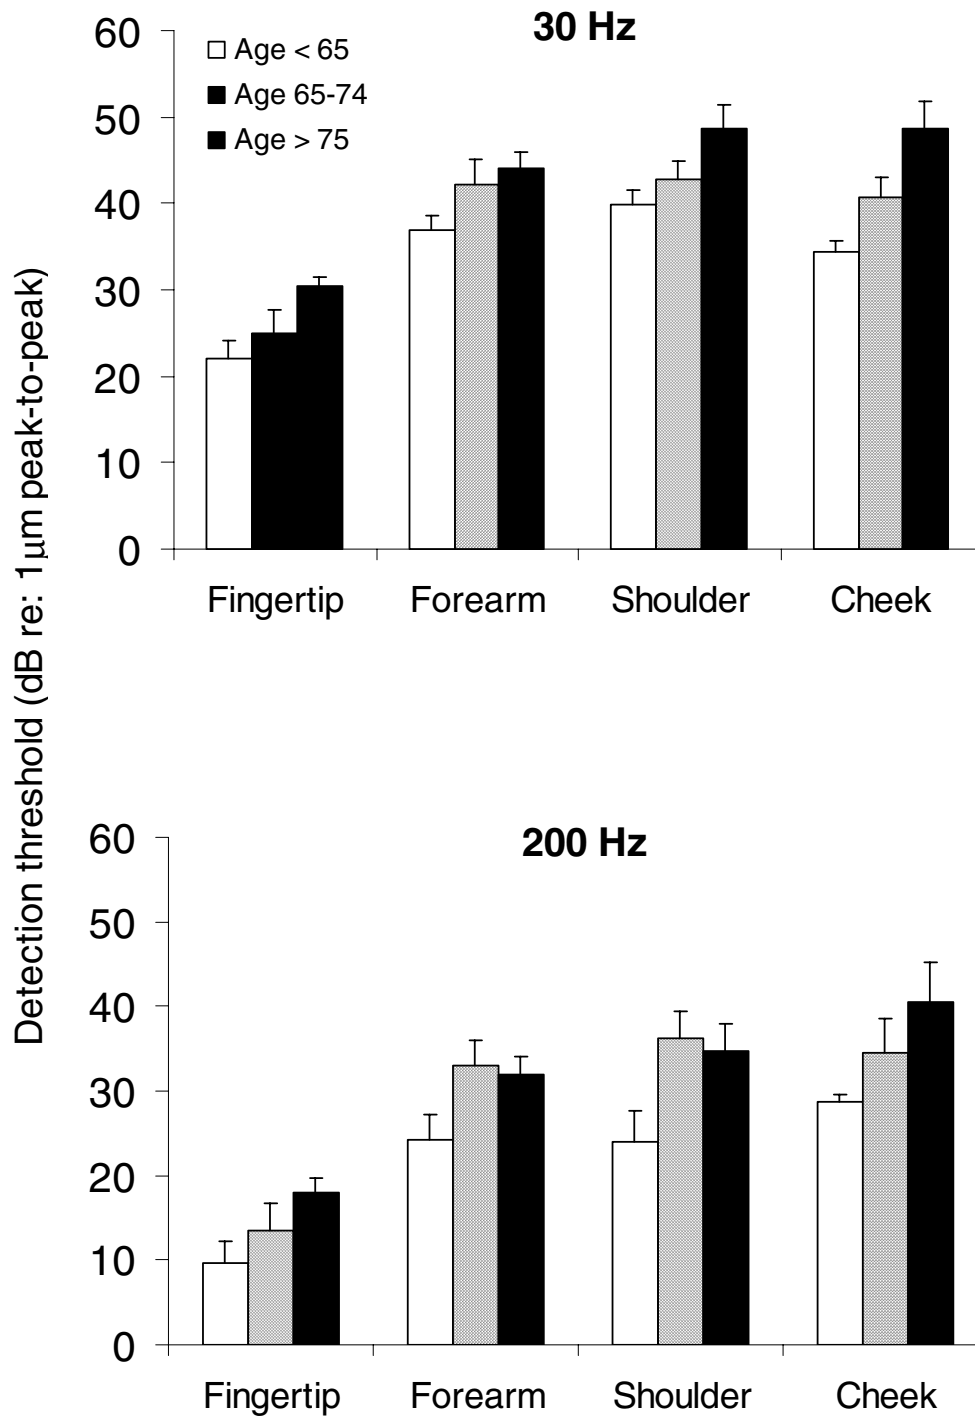 Detection threshold (dB re: 1µm peak-to-peak)
30 Hz
60
50
40
30
20
10
0
Age < 65
Age 65-74
Age > 75
Fingertip Forearm Shoulder Cheek
200 Hz
60
50
40
30
20
10
0
Fingertip Forearm Shoulder Cheek